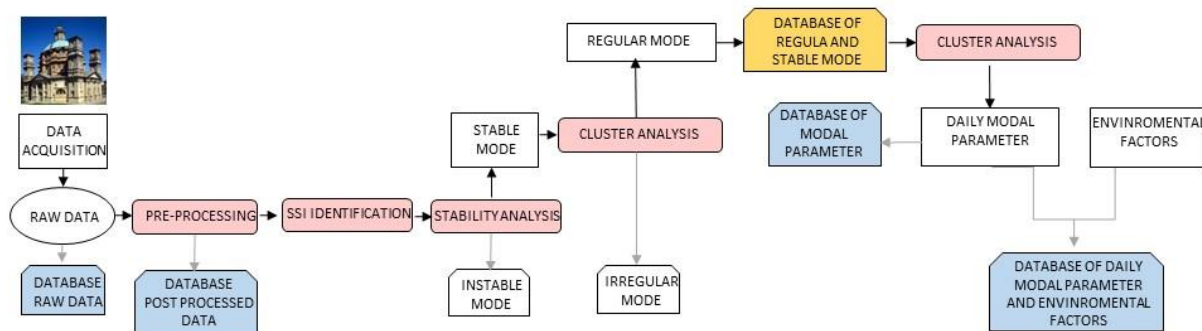 DATA
ACQUISITION
RAW DATA
DATABASE
RAW DATA
PRE-PROCESSING
DATABASE
POST PROCESSED
DATA
SSI IDENTIFICATION
STABILITY ANALYSIS
STABLE
MODE
INSTABLE
MODE
CLUSTER ANALYSIS
REGULAR MODE
IRREGULAR
MODE
DATABASE OF
REGULA AND
STABLE MODE
CLUSTER ANALYSIS
DAILY MODAL
PARAMETER
DATABASE OF
MODAL
PARAMETER
ENVINROMENTAL
FACTORS
DATABASE OF DAILY
MODAL PARAMETER
AND ENVINROMENTAL
FACTORS